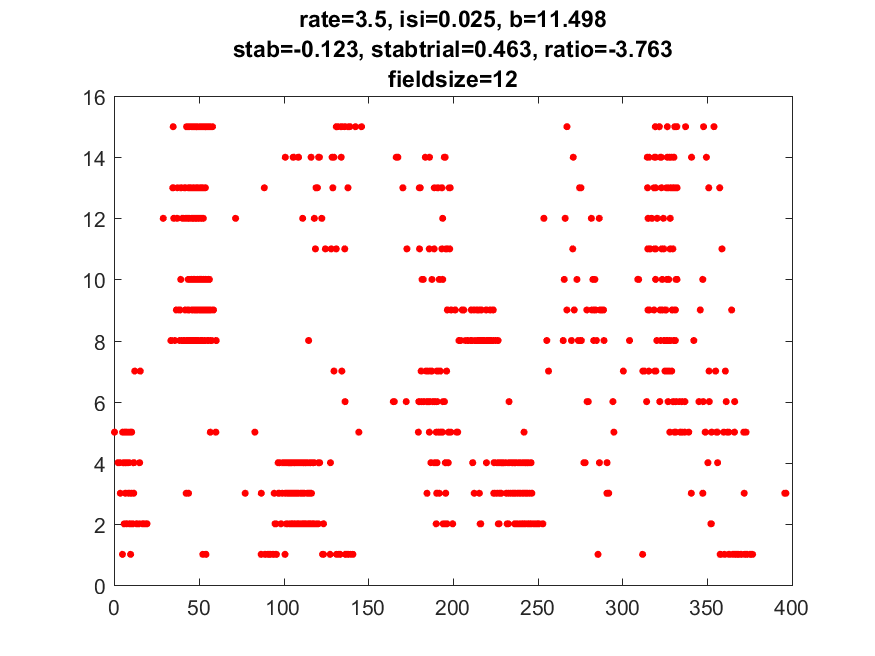 rate=3.5, isi=0.025, b=11.498
stab=-0.123, stabtrial=0.463, ratio=-3.763
fieldsize=12
16
14
12
10
8
6
4
2
0
0 50 100 150 200 250 300 350 400